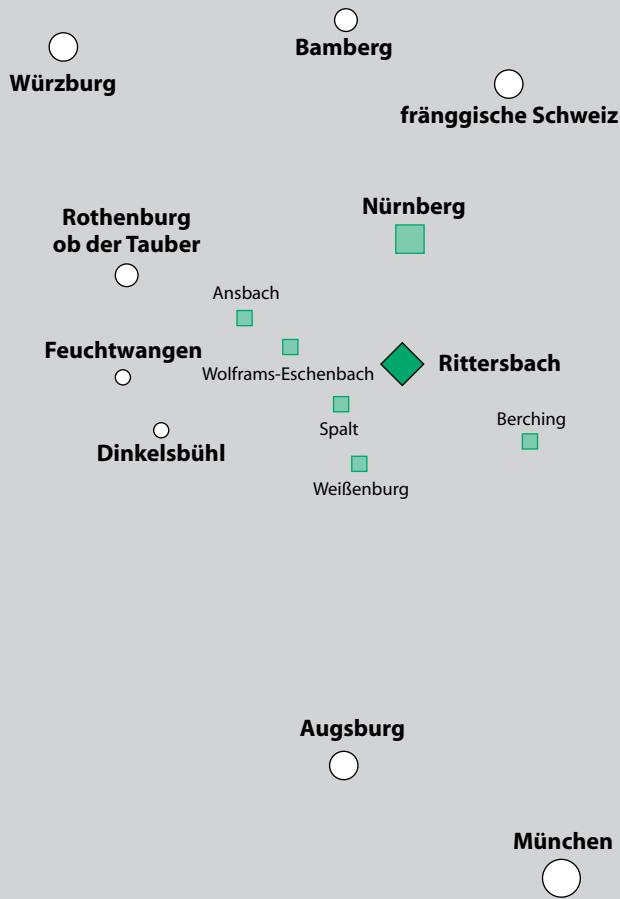 Bamberg
Würzburg
fränggische Schweiz
Nürnberg
Rothenburg
ob der Tauber
Ansbach
Feuchtwangen
Wolframs-Eschenbach
Rittersbach
Spalt
Berching
Dinkelsbühl
Weißenburg
Augsburg
München